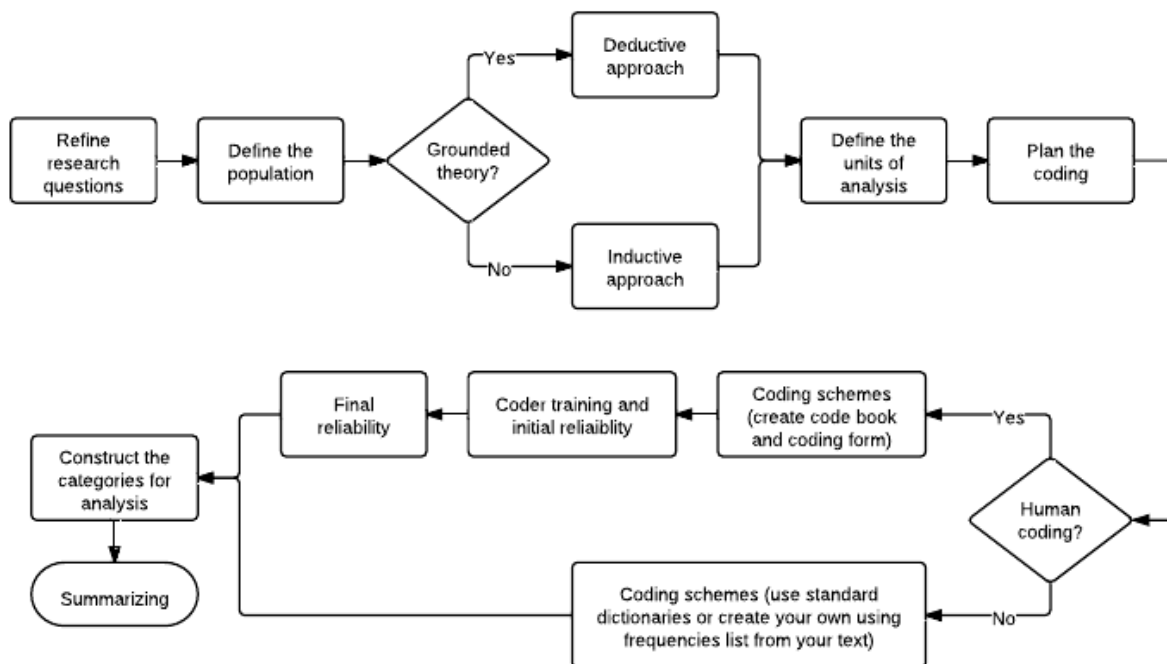 Refine
research
questions
Define the
population
Grounded
theory?
Yes
Deductive
approach
No
Inductive
approach
Define the
units of
analysis
Plan the
coding
Human
coding?
Yes
Coding schemes
(create code book
and coding form)
Coder training and
initial reliaiblity
Final
reliability
No
Coding schemes (use standard
dictionaries or create your own using
frequencies list from your text)
Construct the
categories for
analysis
Summarizing